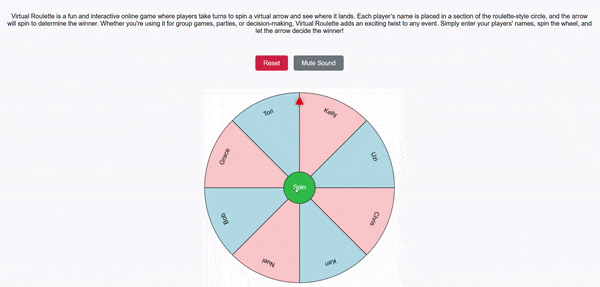 Virtual Roulette is a fun and interactive online game where players take turns to spin a virtual arrow and see where it lands. Each player's name is placed in a section of the roulette-style circle, and the arrow
will spin to determine the winner. Whether you're using it for group games, parties, or decision-making, Virtual Roulette adds an exciting twist to any event. Simply enter your players' names, spin the wheel, and
let the arrow decide the winner!
Reset
Mute Sound
Tori
Kelly
Grace
Uzi
Spin
Bob
Chris
Nuel
Ken